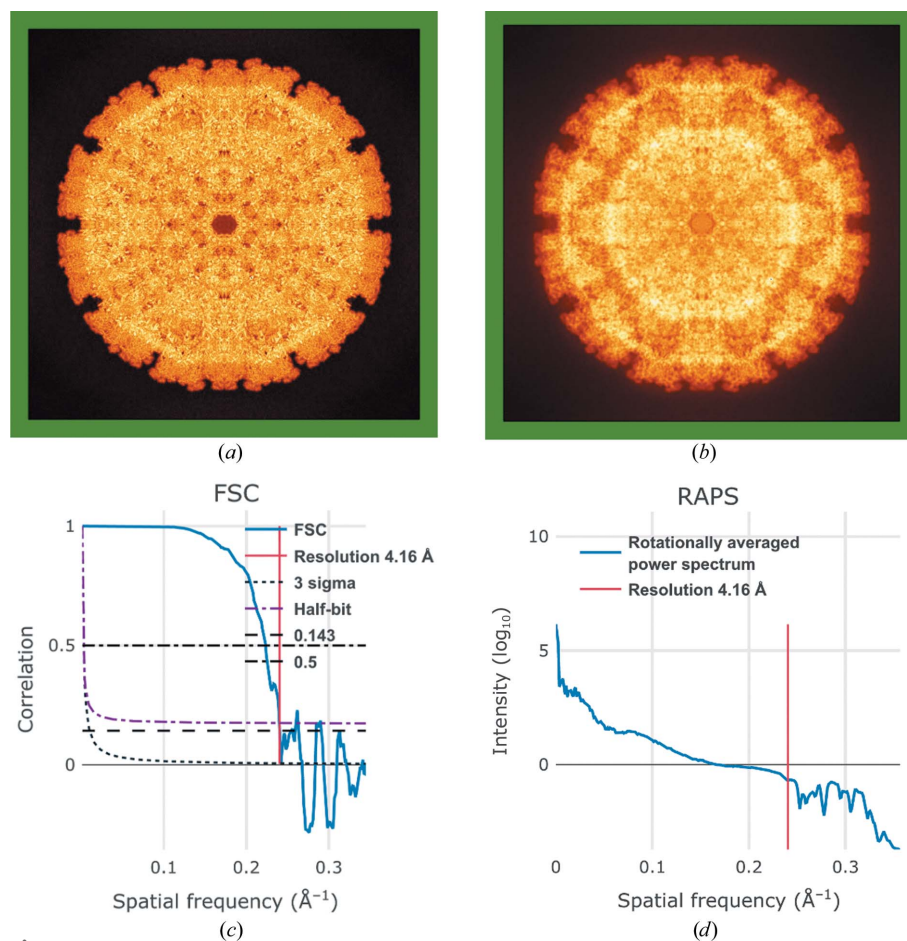 (a)
(b)
FSC
1
0.5
0
Correlation
FSC
Resolution 4.16 Å
3 sigma
Half-bit
0.143
0.5
0.1
0.2
0.3
Spatial frequency (Å⁻¹)
(c)
RAPS
10
5
0
Intensity (log₁₀)
Rotationally averaged
power spectrum
Resolution 4.16 Å
0
0.1
0.2
0.3
Spatial frequency (Å⁻¹)
(d)